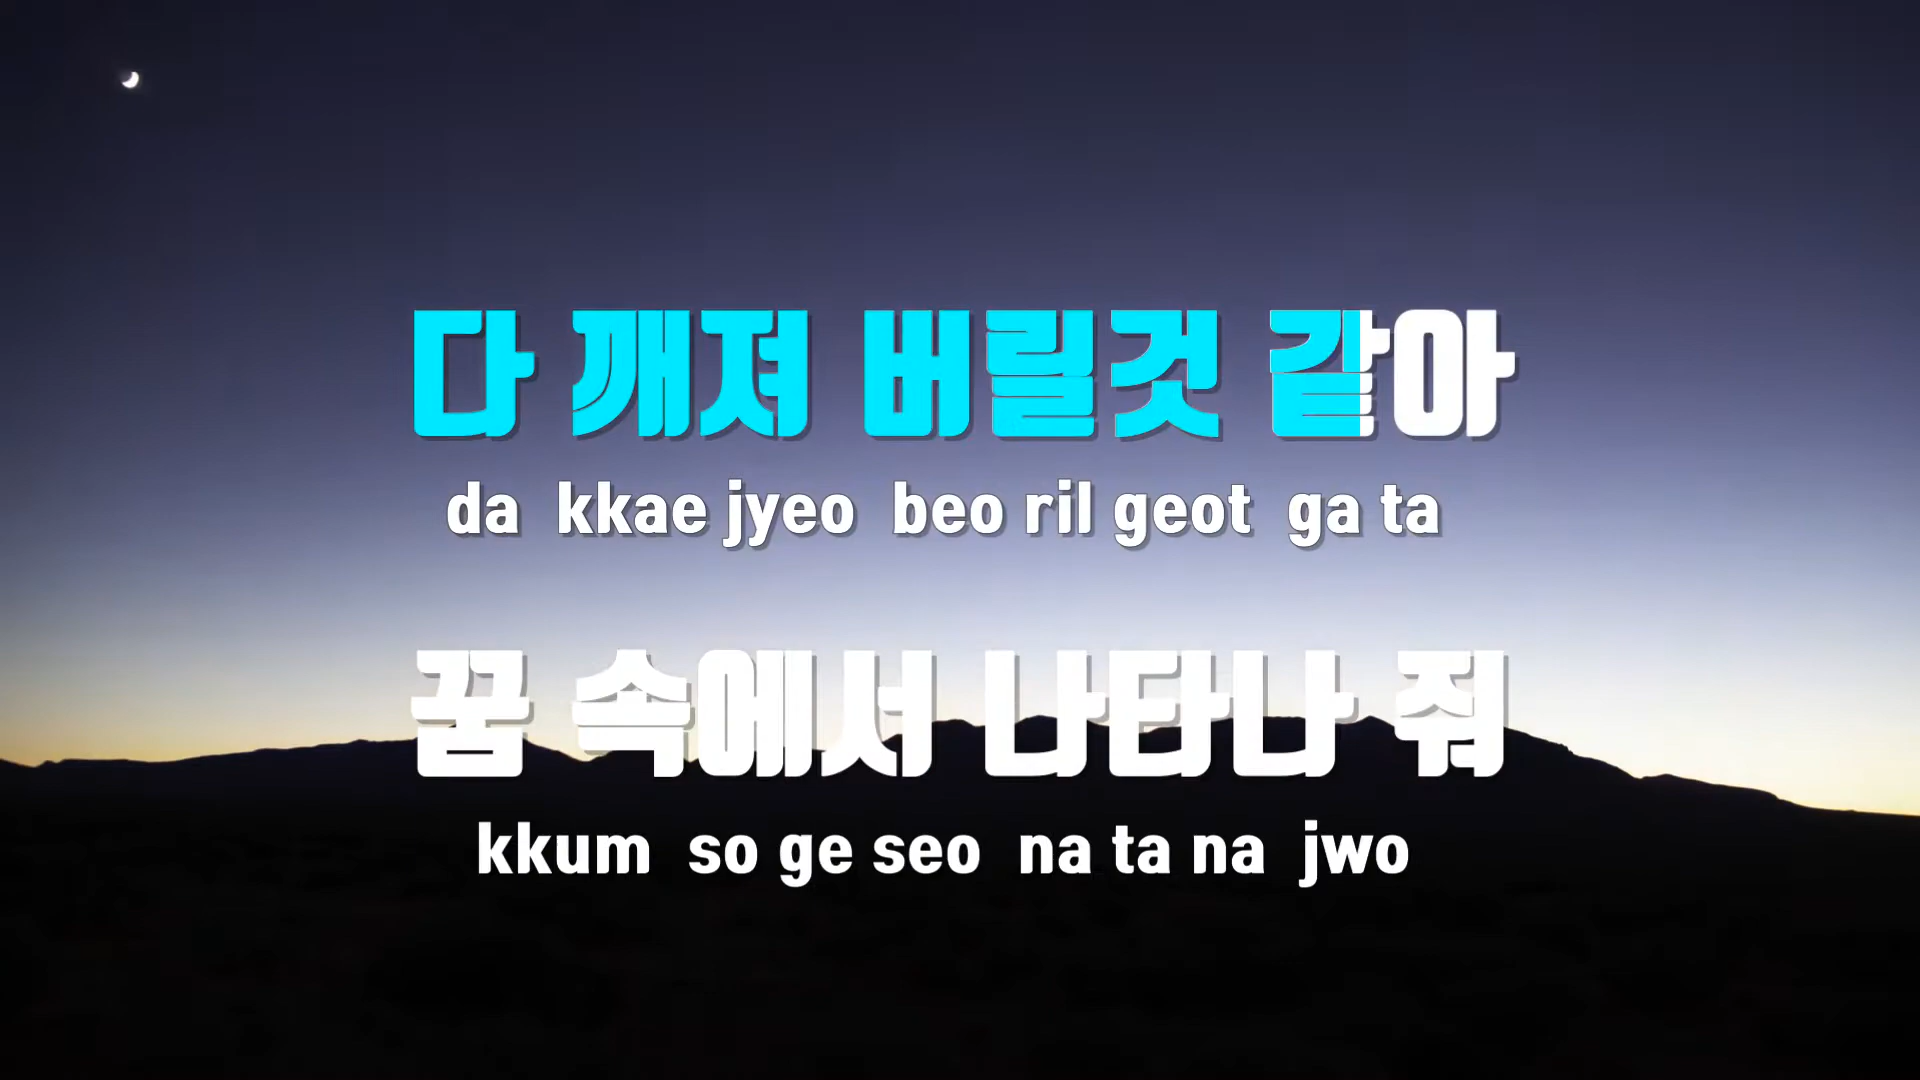 다 깨져 버릴것 같아
da kkae jyeo beo ril geot ga ta
꿈 속에서 나타나 줘
kkum so ge seo na ta na jwo